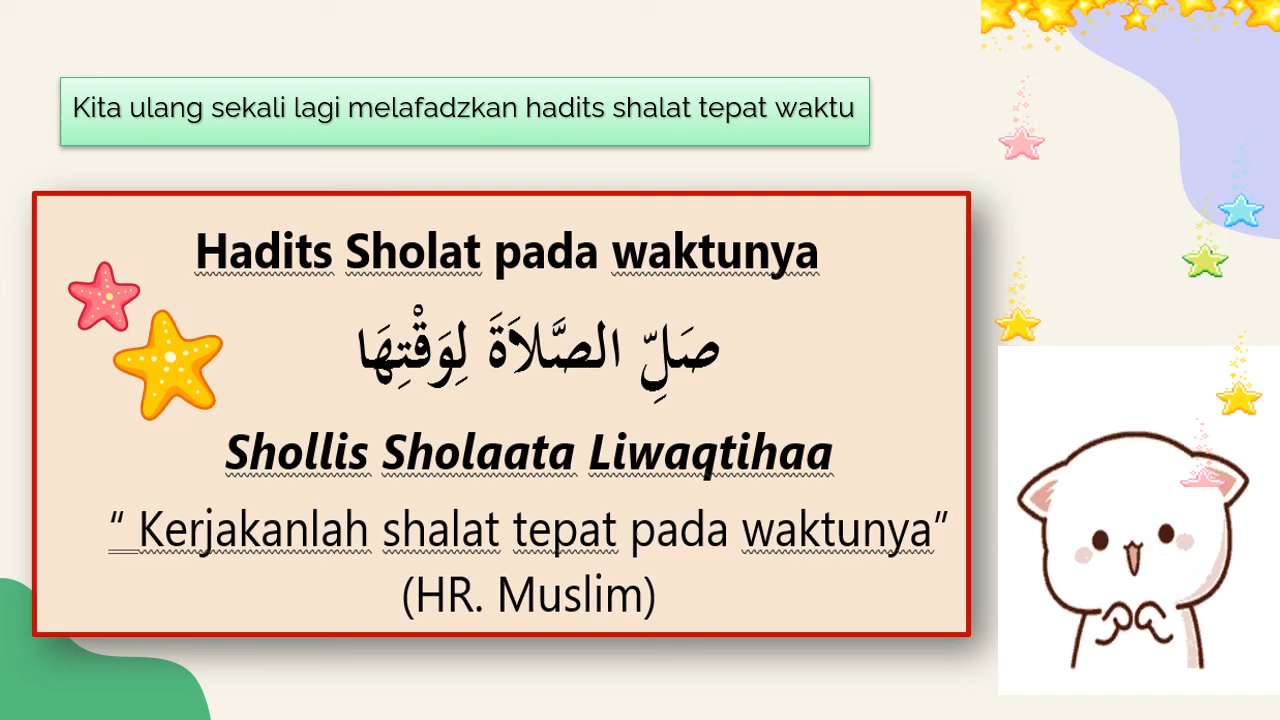 Kita ulang sekali lagi melafadzkan hadits shalat tepat waktu
Hadits Sholat pada waktunya
صَلِّ الصَّلاَةَ لِوَقْتِهَا
Shollis Sholaata Liwaqtihaa
“ Kerjakanlah shalat tepat pada waktunya”
(HR. Muslim)